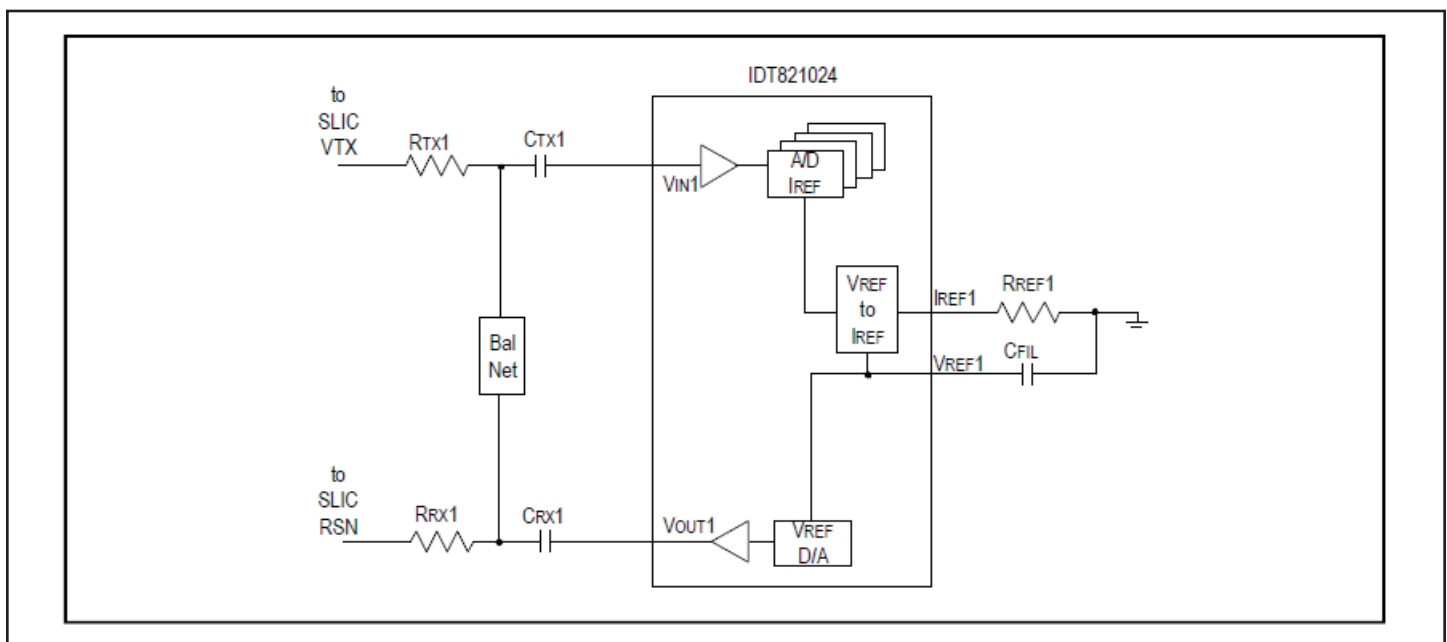 IDT821024
to
SLIC
VTX
RTX1
CTX1
VIN1
A/D
IREF
VREF
to
IREF
IREF1
RREF1
VREF1
CFIL
Bal
Net
to
SLIC
RSN
RRX1
CRX1
VOUT1
VREF
D/A